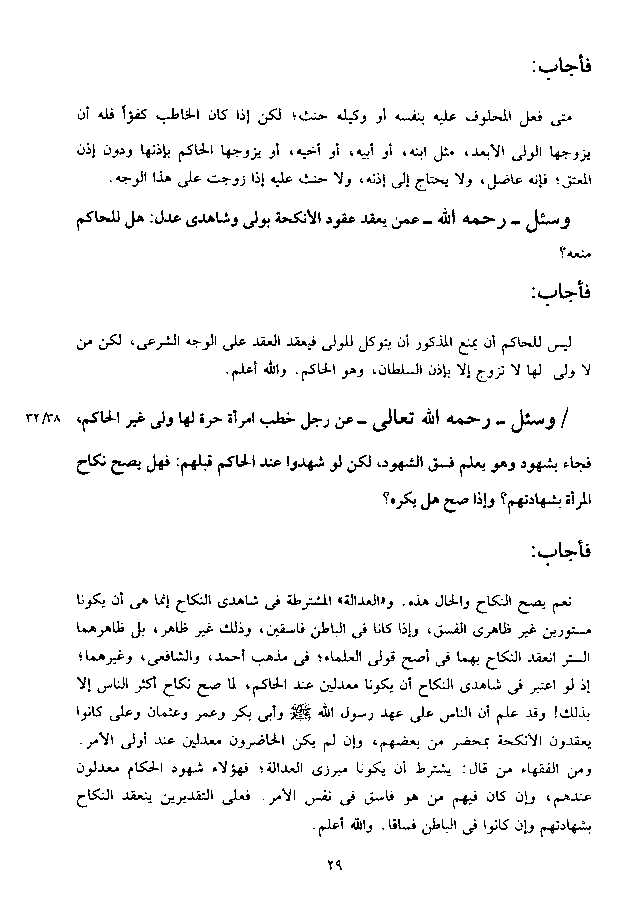 فأجاب:
متى فعل المحلوف عليه بنفسه أو وكيله حنث؛ لكن إذا كان الخاطب كفؤاً فله أن
يزوجها الولى الأبعد، مثل ابنه، أو أبيه، أو أخيه، أو يزوجها الحاكم بإذنها ودون إذن
المعتق؛ فإنه عاضل، ولا يحتاج إلى إذنه، ولا حنث عليه إذا زوجت على هذا الوجه.
وسئل ـ رحمه الله ـ عمن يعقد عقود الأنكحة بولى وشاهدى عدل: هل للحاكم
منعه؟
فأجاب:
ليس للحاكم أن يمنع المذكور أن يتوكل للولى فيعقد العقد على الوجه الشرعى، لكن من
لا ولى لها لا تزوج إلا بإذن السلطان، وهو الحاكم. والله أعلم.
/ وسئل ـ رحمه الله تعالى ـ عن رجل خطب امرأة حرة لها ولى غير الحاكم، ٣٢/٣٨
فجاء بشهود وهو يعلم فسق الشهود، لكن لو شهدوا عند الحاكم قبلهم: فهل يصح نكاح
المرأة بشهادتهم؟ وإذا صح هل يكره؟
فأجاب:
نعم يصح النكاح والحال هذه. و«العدالة» المشترطة فى شاهدى النكاح إنما هى أن يكونا
مستورين غير ظاهرى الفسق، وإذا كانا فى الباطن فاسقين، وذلك غير ظاهر، بل ظاهرهما
الستر انعقد النكاح بهما فى أصح قولى العلماء؛ فى مذهب أحمد، والشافعى، وغيرهما؛
إذ لو اعتبر فى شاهدى النكاح أن يكونا معدلين عند الحاكم، لما صح نكاح أكثر الناس إلا
بذلك! وقد علم أن الناس على عهد رسول الله ﷺ وأبى بكر وعمر وعثمان وعلى كانوا
يعقدون الأنكحة بمحضر من بعضهم، وإن لم يكن الحاضرون معدلين عند أولى الأمر.
ومن الفقهاء من قال: يشترط أن يكونا مبرزى العدالة؛ فهؤلاء شهود الحكام معدلون
عندهم، وإن كان فيهم من هو فاسق فى نفس الأمر. فعلى التقديرين ينعقد النكاح
بشهادتهم وإن كانوا فى الباطن فساقا. والله أعلم.
٢٩